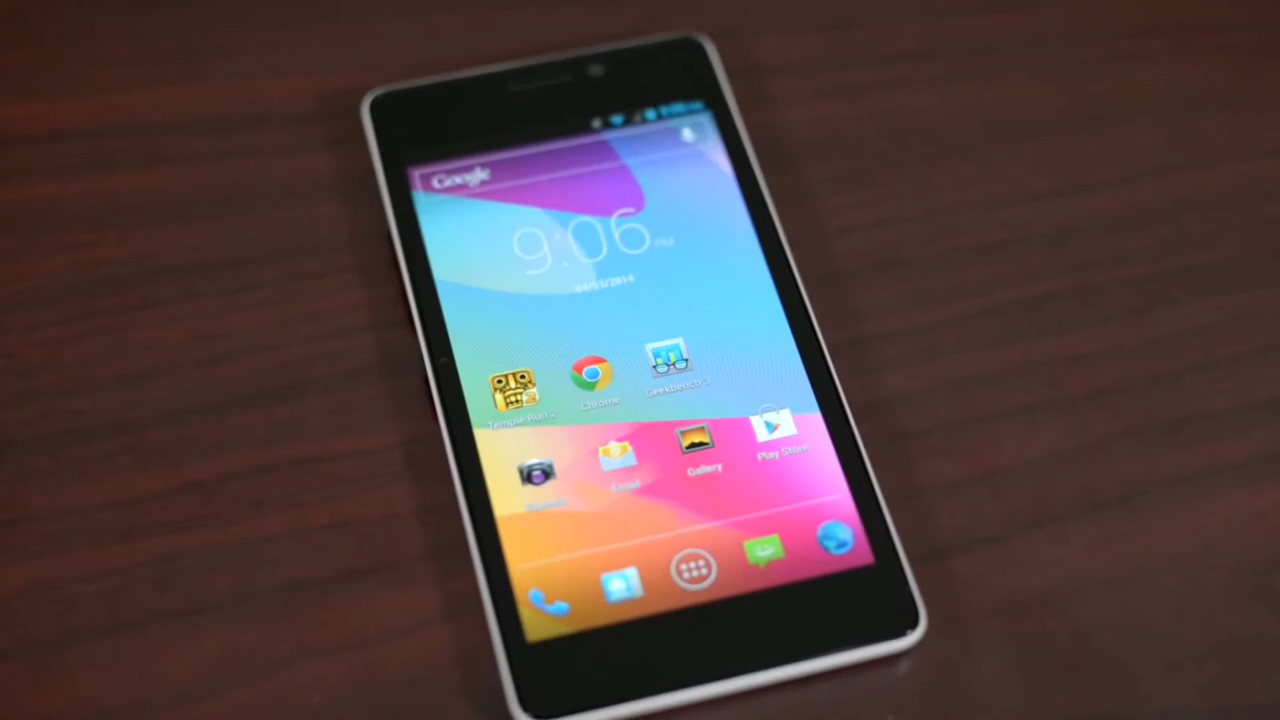 Google
9:06 PM
04/03/2014
Temple Run 2
Chrome
Geekbench 3
Email
Gallery
Play Store